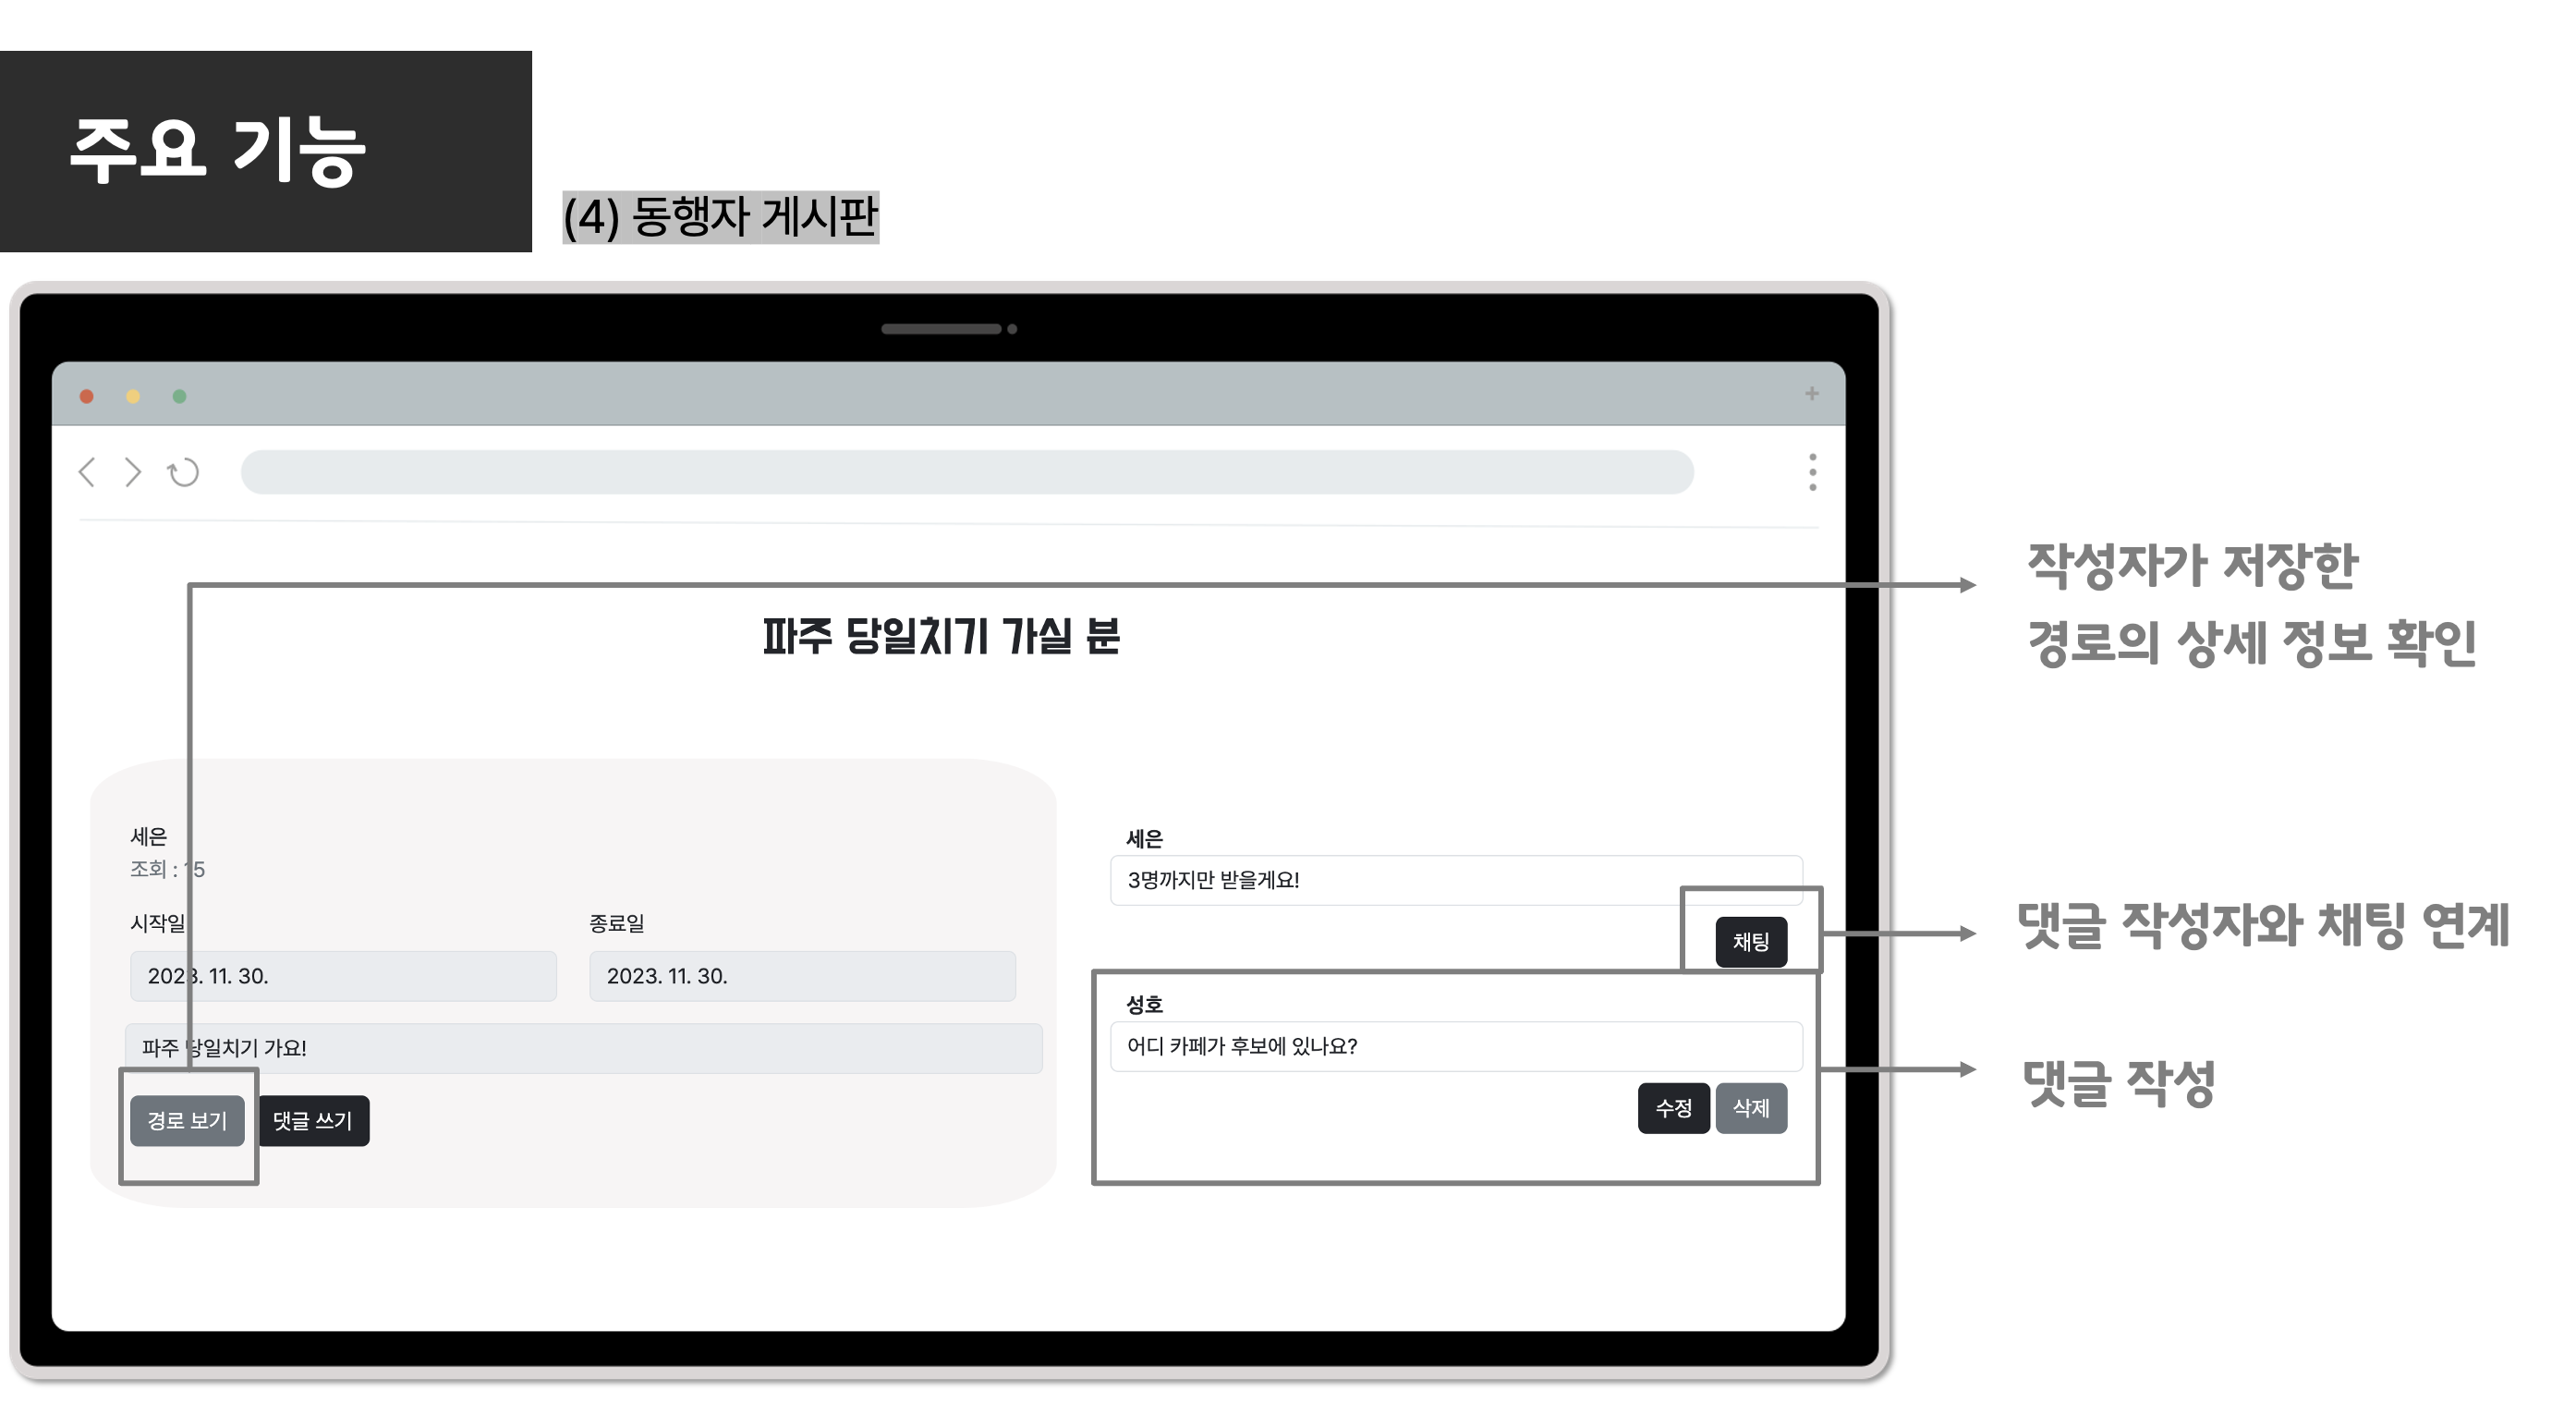 주요 기능
(4) 동행자 게시판
파주 당일치기 가실 분
세은
조회 : 15
시작일
종료일
2023. 11. 30.
2023. 11. 30.
파주 당일치기 가요!
경로 보기
댓글 쓰기
세은
3명까지만 받을게요!
채팅
성호
어디 카페가 후보에 있나요?
수정
삭제
작성자가 저장한
경로의 상세 정보 확인
댓글 작성자와 채팅 연계
댓글 작성